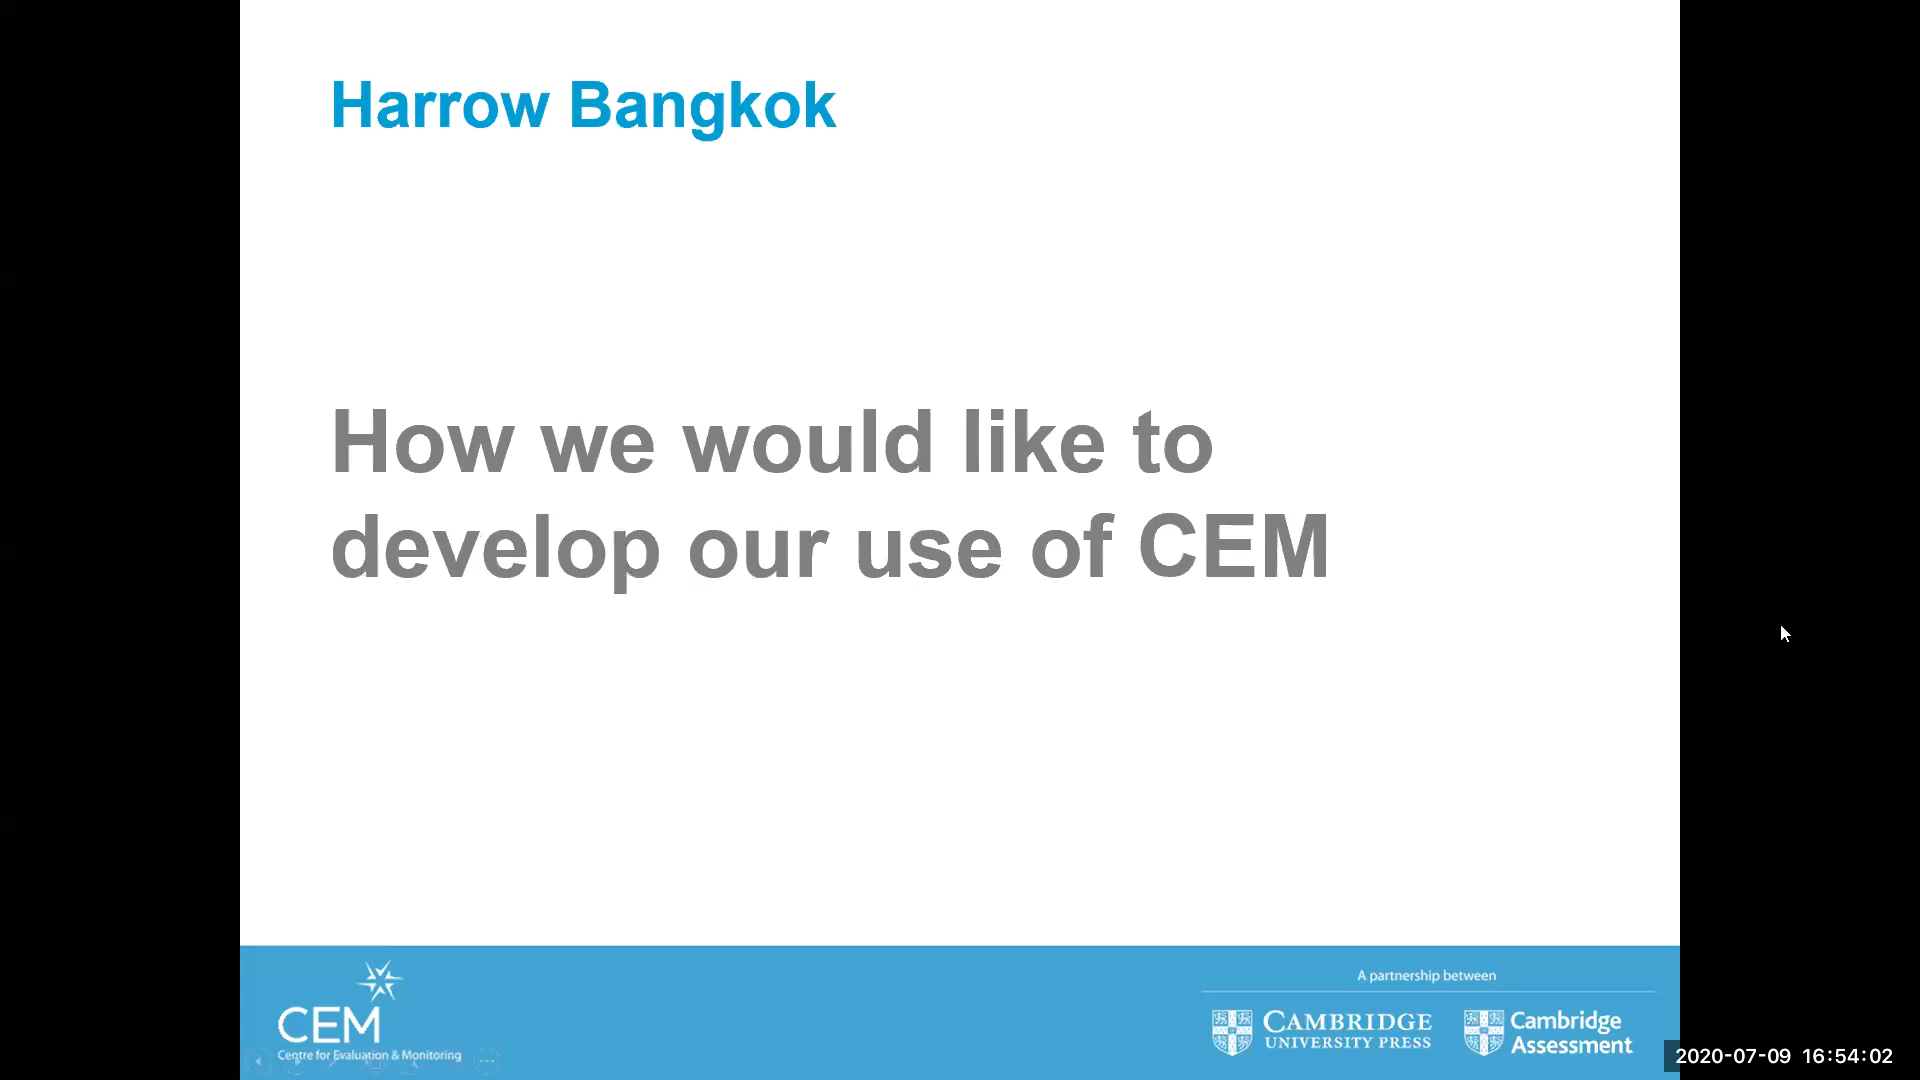 Harrow Bangkok
How we would like to
develop our use of CEM
CEM
Centre for Evaluation & Monitoring
A partnership between
CAMBRIDGE
UNIVERSITY PRESS
Cambridge
Assessment
2020-07-09 16:54:02